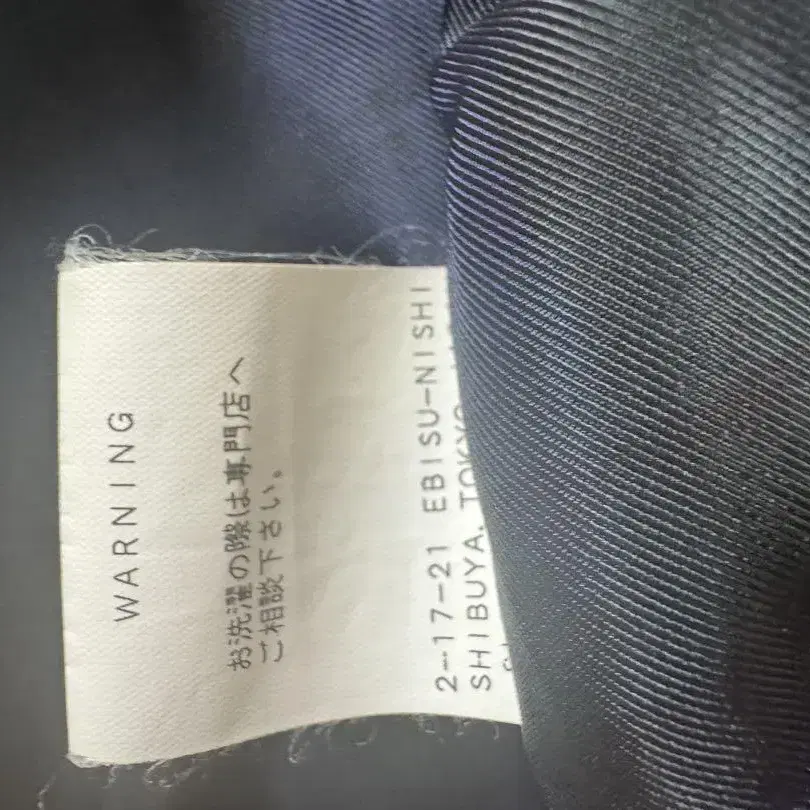 WARNING
お洗濯の際は専門店へ
ご相談下さい。
2-17-21 EBISU-NISHI
SHIBUYA. TOKYO